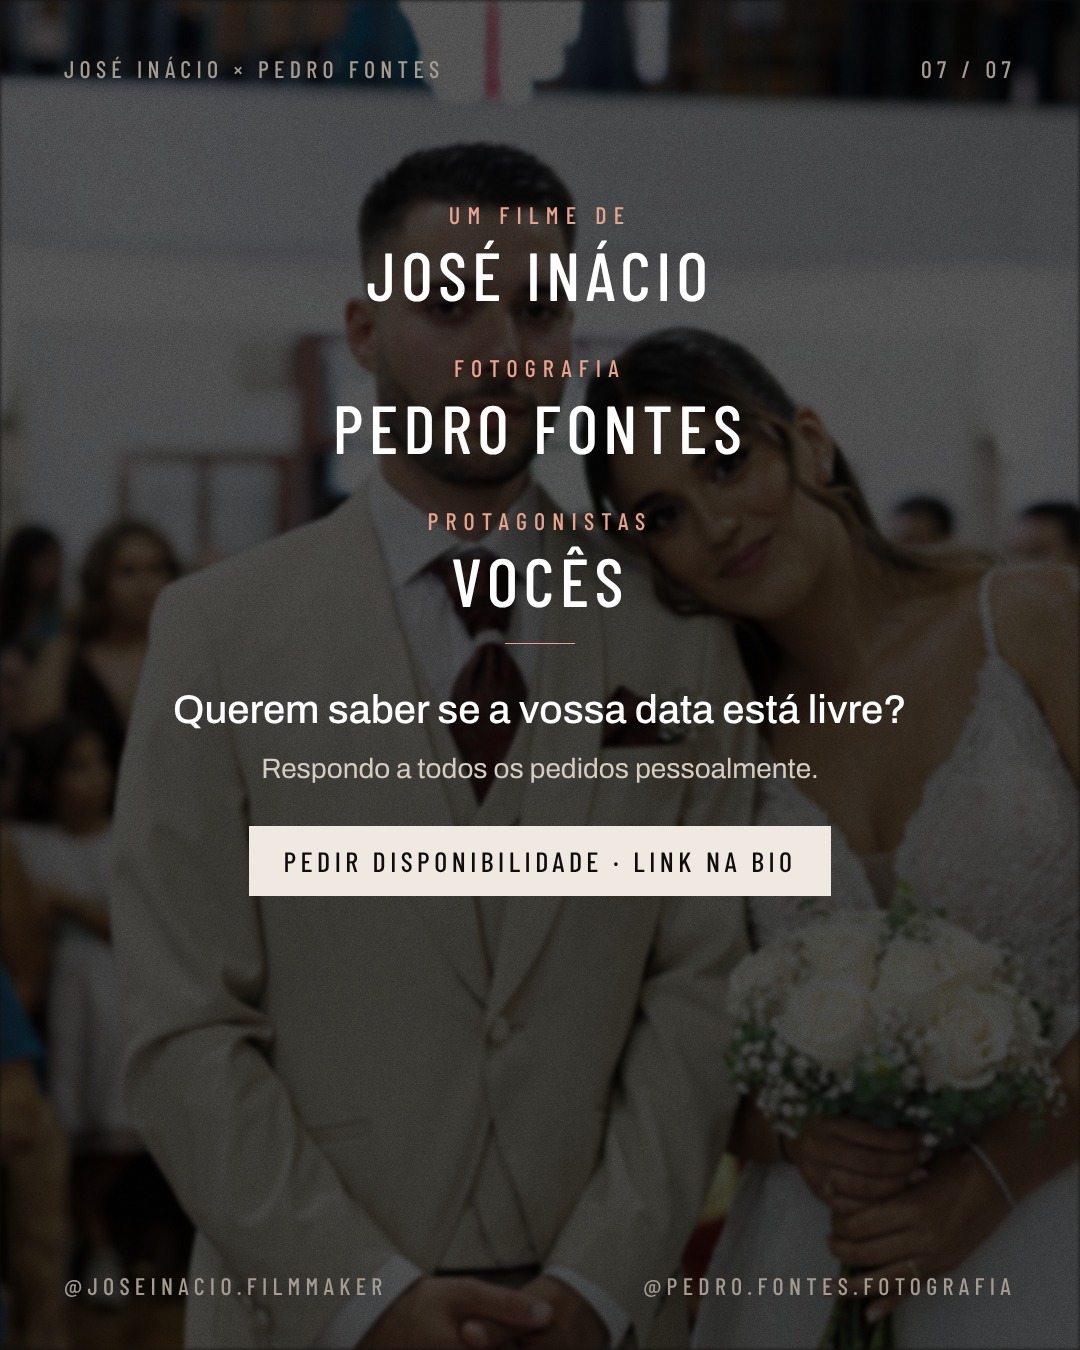 JOSÉ INÁCIO × PEDRO FONTES
07 / 07
UM FILME DE
JOSÉ INÁCIO
FOTOGRAFIA
PEDRO FONTES
PROTAGONISTAS
VOCÊS
Querem saber se a vossa data está livre?
Respondo a todos os pedidos pessoalmente.
PEDIR DISPONIBILIDADE · LINK NA BIO
@JOSEINACIO.FILMMAKER
@PEDRO.FONTES.FOTOGRAFIA